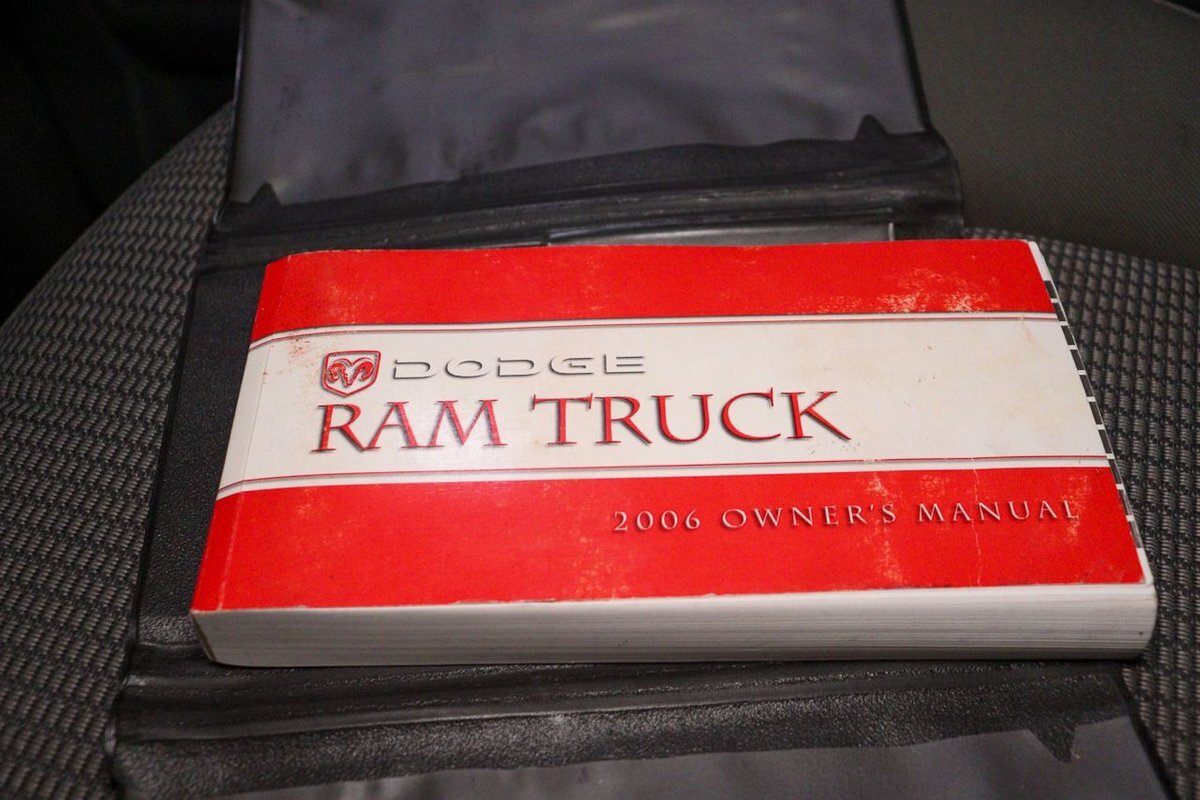 DODGE
RAM TRUCK
2006 OWNER'S MANUAL